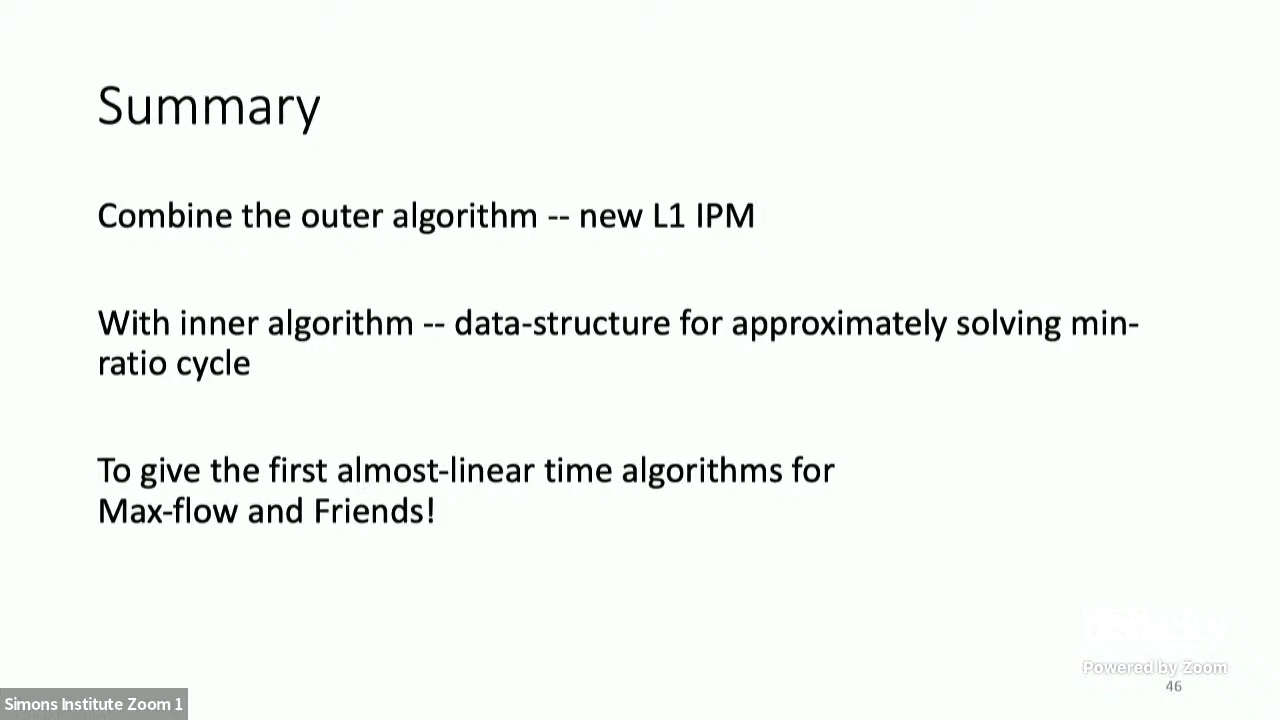 Summary
Combine the outer algorithm -- new L1 IPM
With inner algorithm -- data-structure for approximately solving min-
ratio cycle
To give the first almost-linear time algorithms for
Max-flow and Friends!
Berkeley
Powered by Zoom
46
Simons Institute Zoom 1